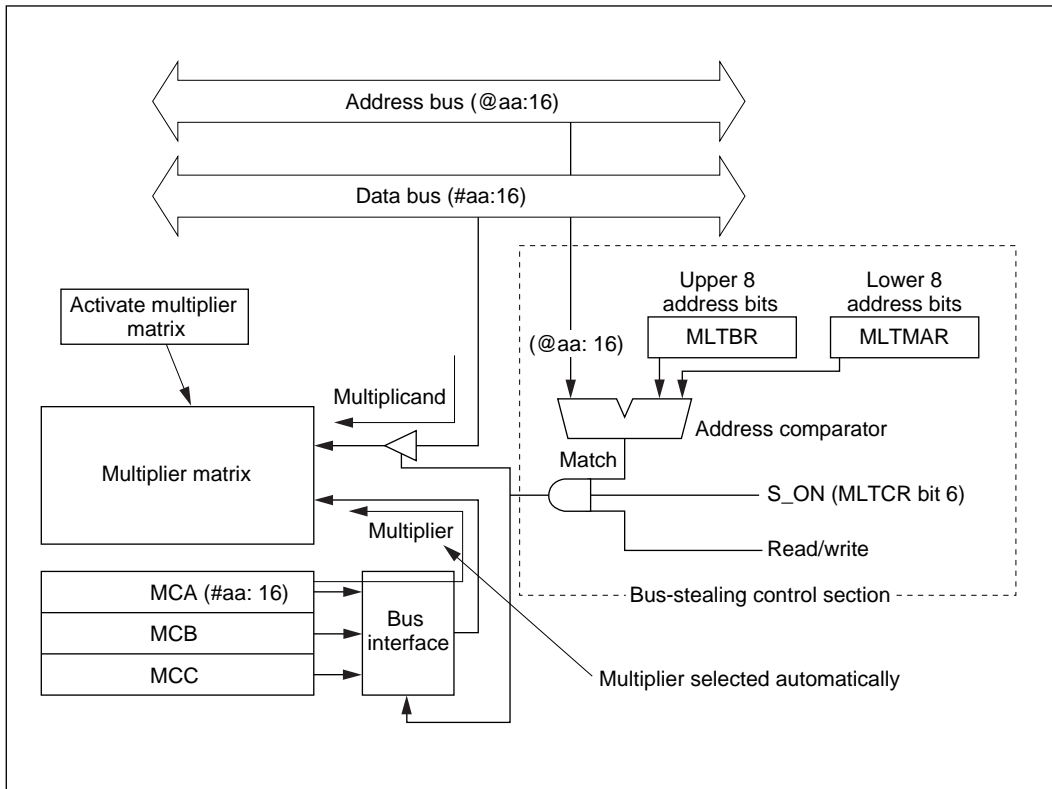 Address bus (@aa:16)
Data bus (#aa:16)
Upper 8
address bits
Lower 8
address bits
MLTBR
MLTMAR
Activate multiplier
matrix
(@aa: 16)
Multiplicand
Address comparator
Multiplier matrix
Match
S_ON (MLTCR bit 6)
Multiplier
Read/write
MCA (#aa: 16)
Bus-stealing control section
Bus
interface
MCB
MCC
Multiplier selected automatically